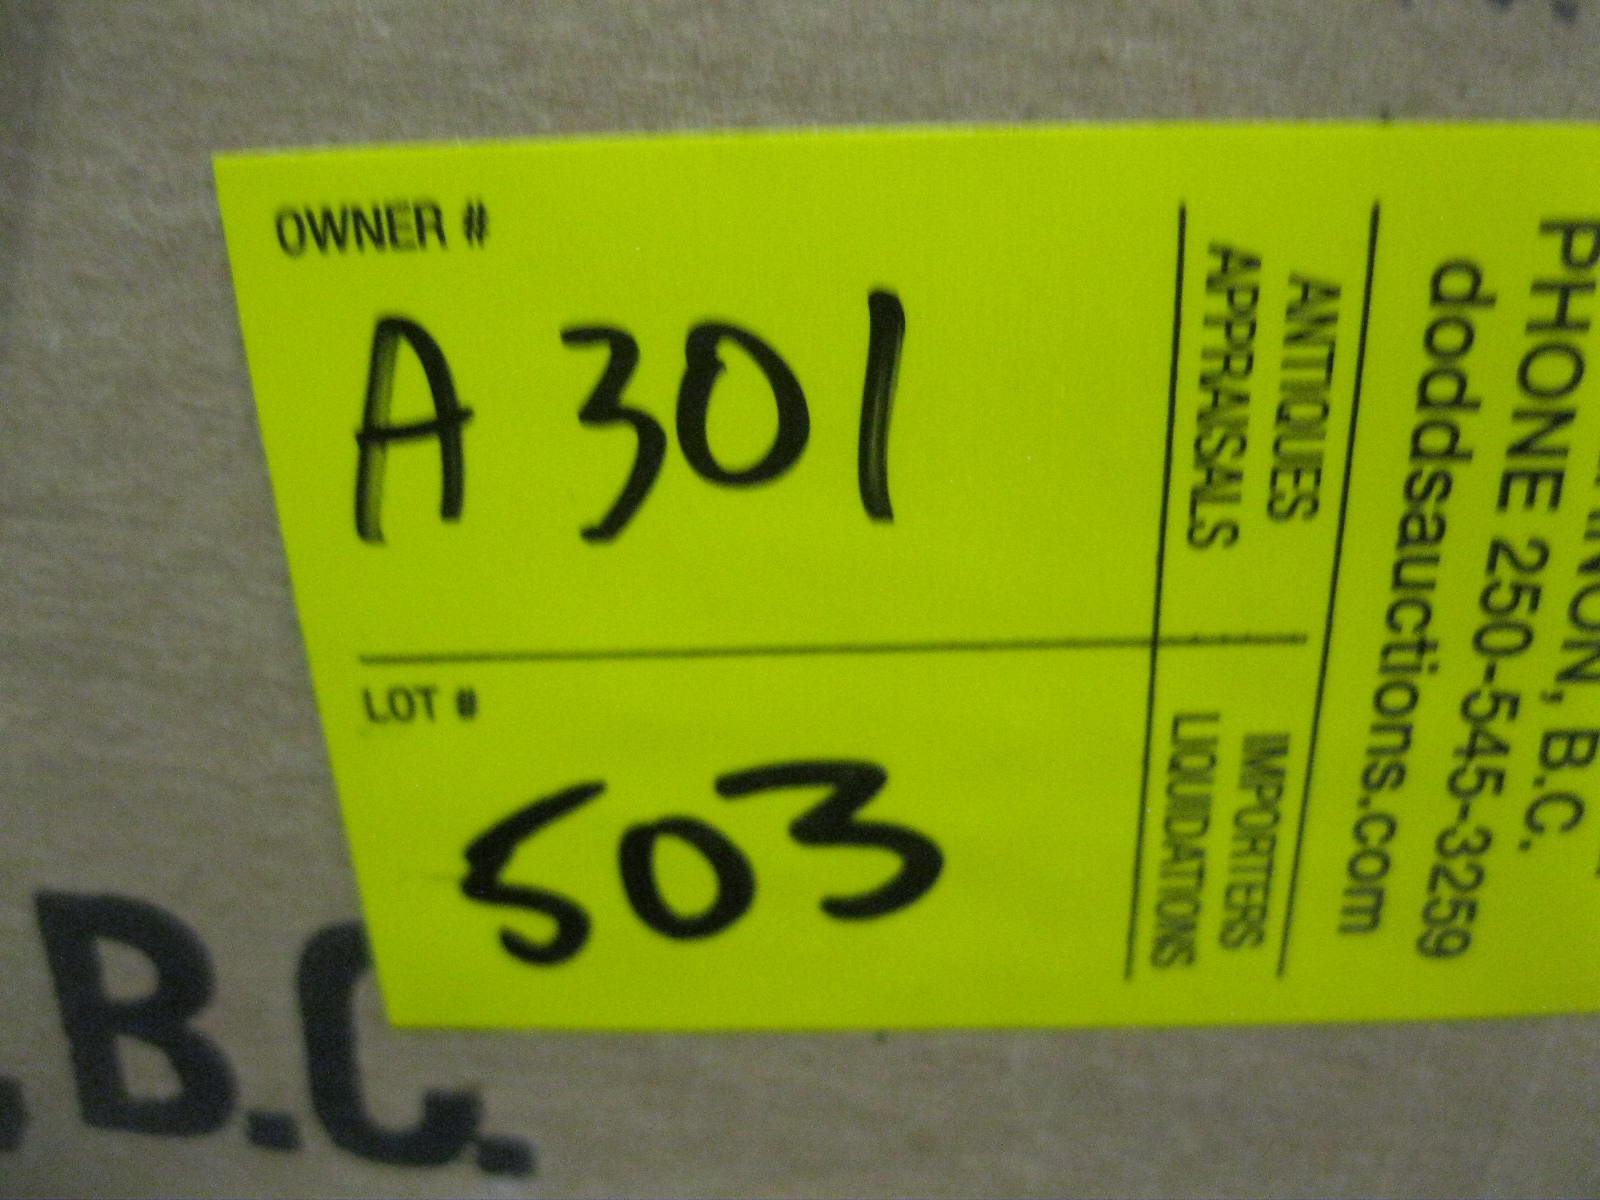 OWNER #
A 301
LOT #
503
ANTIQUES
APPRAISALS
IMPORTERS
LIQUIDATIONS
B.C.
PHONE 250-545-3259
doddsauctions.com
B.C.